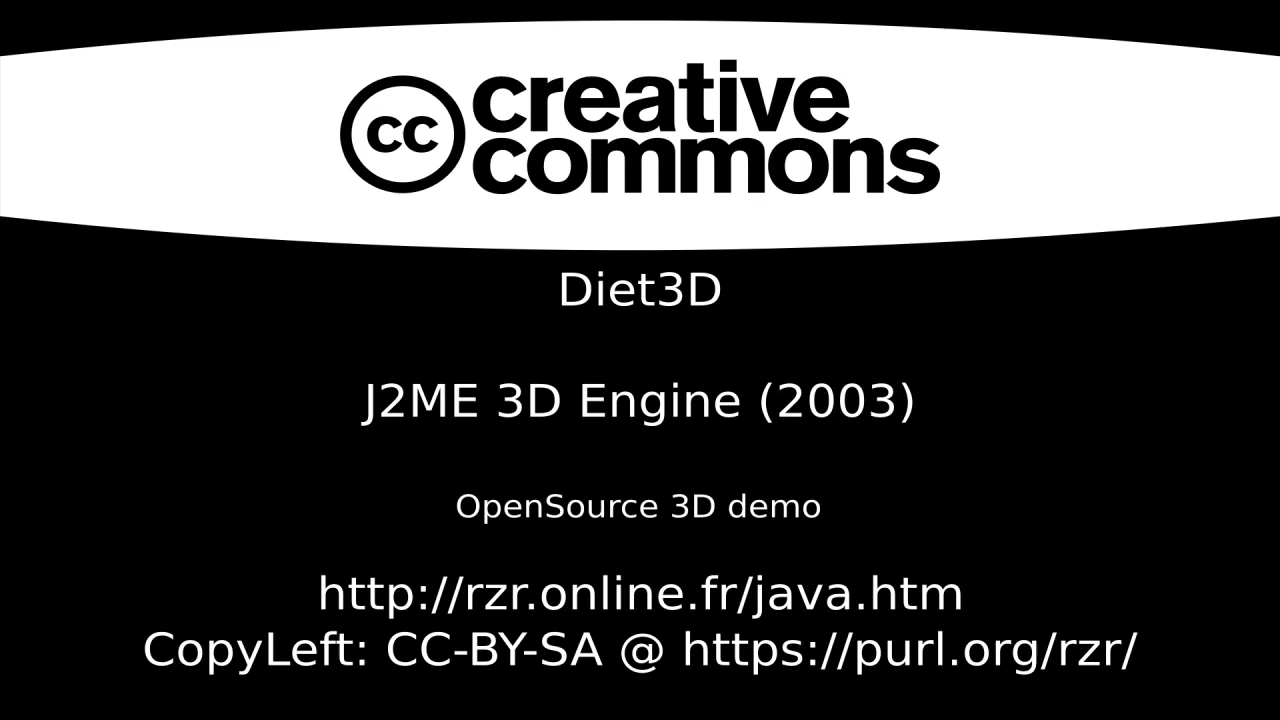 cc creative
commons
Diet3D
J2ME 3D Engine (2003)
OpenSource 3D demo
http://rzr.online.fr/java.htm
CopyLeft: CC-BY-SA @ https://purl.org/rzr/